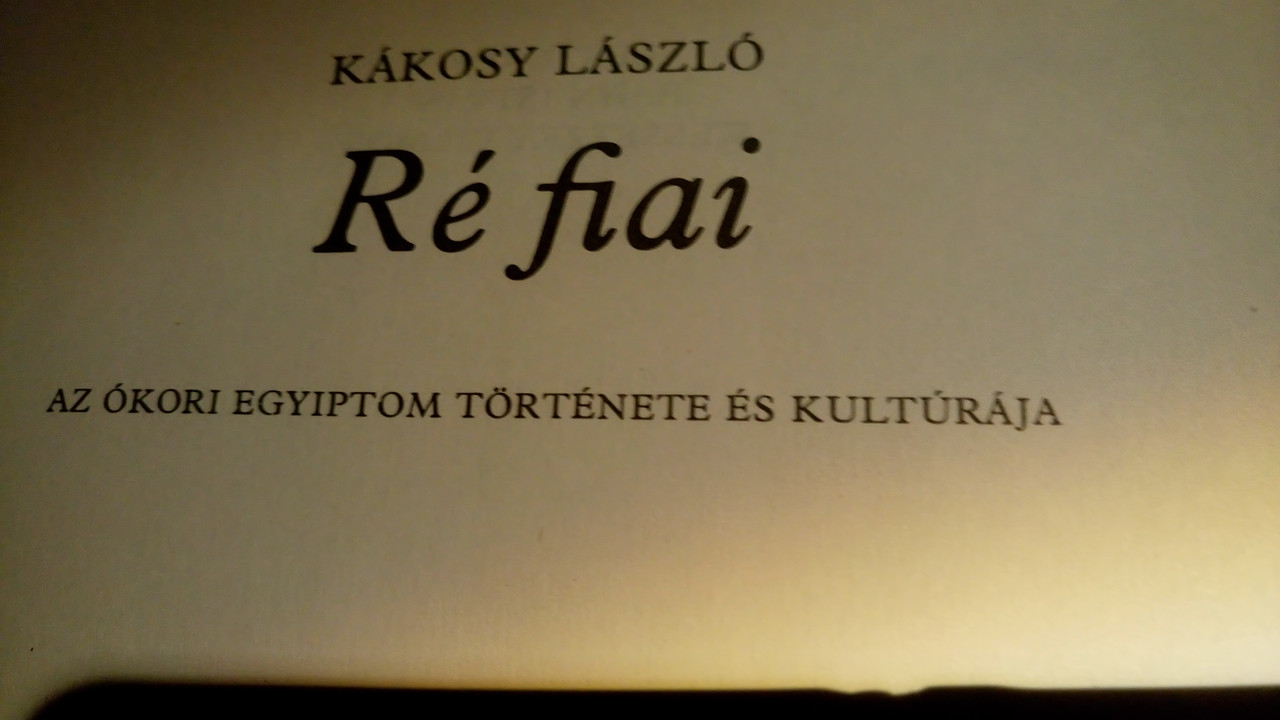 KÁKOSY LÁSZLÓ
Ré fiai
AZ ÓKORI EGYIPTOM TÖRTÉNETE ÉS KULTÚRÁJA